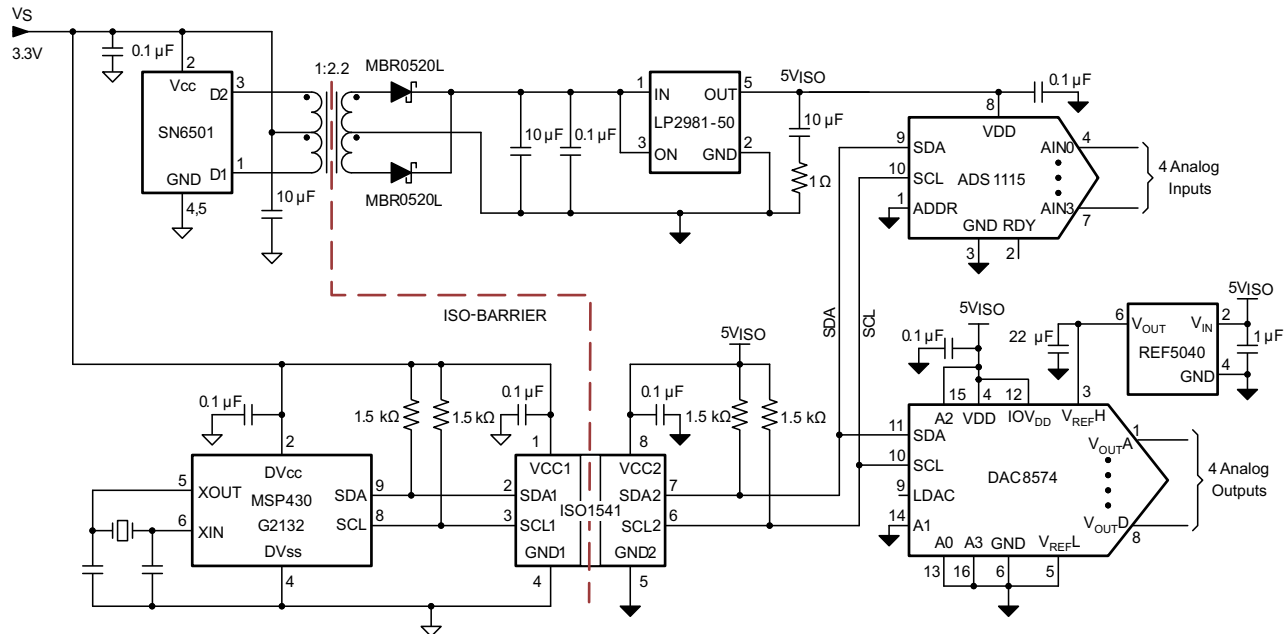 VS
3.3V
0.1 µF
2
Vcc
D2
3
SN6501
D1
1
GND
4,5
10 µF
1:2.2
MBR0520L
MBR0520L
10 µF
0.1 µF
1
IN
OUT
5
LP2981-50
3
ON
GND
2
5VISO
10 µF
1 Ω
0.1 µF
8
VDD
9
SDA
AIN0
4
10
SCL
ADS1115
4 Analog
Inputs
1
ADDR
AIN3
7
GND
RDY
3
2
ISO-BARRIER
SDA
SCL
0.1 µF
2
DVcc
5
XOUT
MSP430
G2132
SDA
9
6
XIN
SCL
8
DVss
4
1.5 kΩ
1.5 kΩ
0.1 µF
1
VCC1
2
SDA1
3
SCL1
GND1
4
ISO1541
5VISO
0.1 µF
8
VCC2
SDA2
7
SCL2
6
GND2
5
1.5 kΩ
1.5 kΩ
5VISO
0.1 µF
22 µF
6
VOUT
VIN
2
REF5040
GND
4
5VISO
1 µF
15
4
12
3
A2
VDD
IOVDD
VREFH
11
SDA
VOUTA
1
10
SCL
DAC8574
4 Analog
Outputs
9
LDAC
14
A1
VOUTD
8
A0
A3
GND
VREFL
13
16
6
5